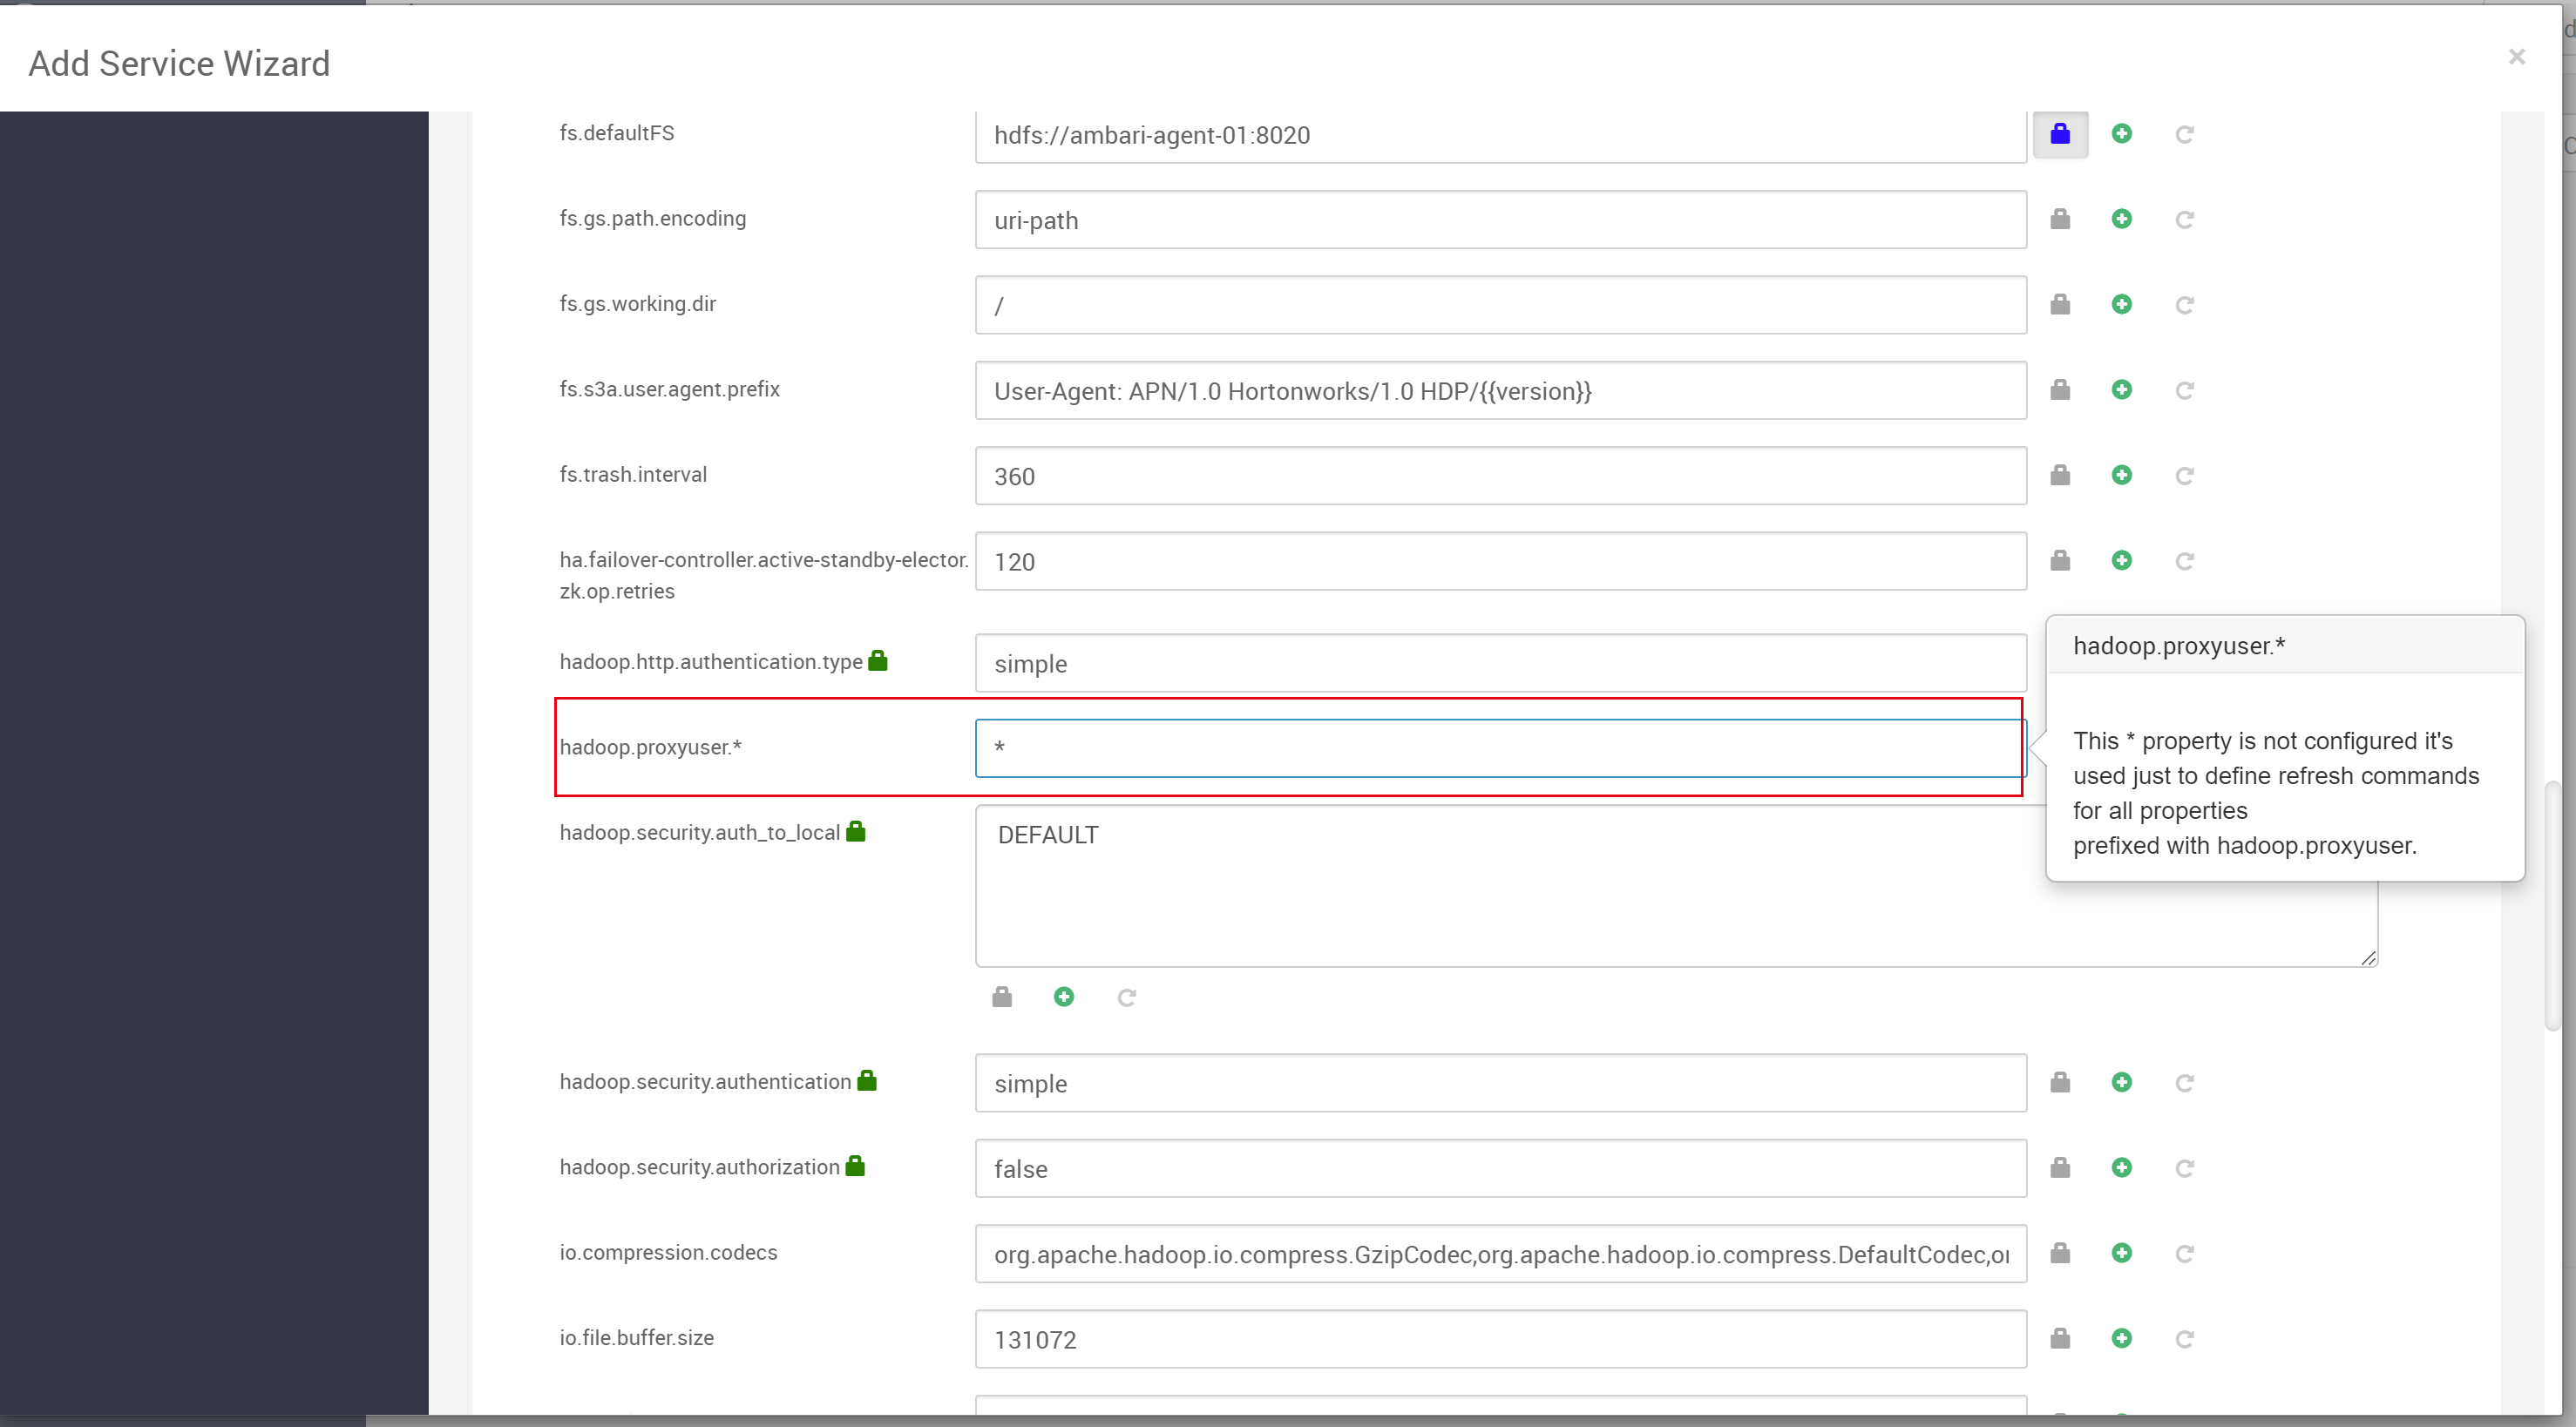 Add Service Wizard
×
fs.defaultFS
hdfs://ambari-agent-01:8020
fs.gs.path.encoding
uri-path
fs.gs.working.dir
/
fs.s3a.user.agent.prefix
User-Agent: APN/1.0 Hortonworks/1.0 HDP/{{version}}
fs.trash.interval
360
ha.failover-controller.active-standby-elector.
zk.op.retries
120
hadoop.http.authentication.type
simple
hadoop.proxyuser.*
*
hadoop.proxyuser.*
This * property is not configured it's
used just to define refresh commands
for all properties
prefixed with hadoop.proxyuser.
hadoop.security.auth_to_local
DEFAULT
hadoop.security.authentication
simple
hadoop.security.authorization
false
io.compression.codecs
org.apache.hadoop.io.compress.GzipCodec,org.apache.hadoop.io.compress.DefaultCodec,
io.file.buffer.size
131072